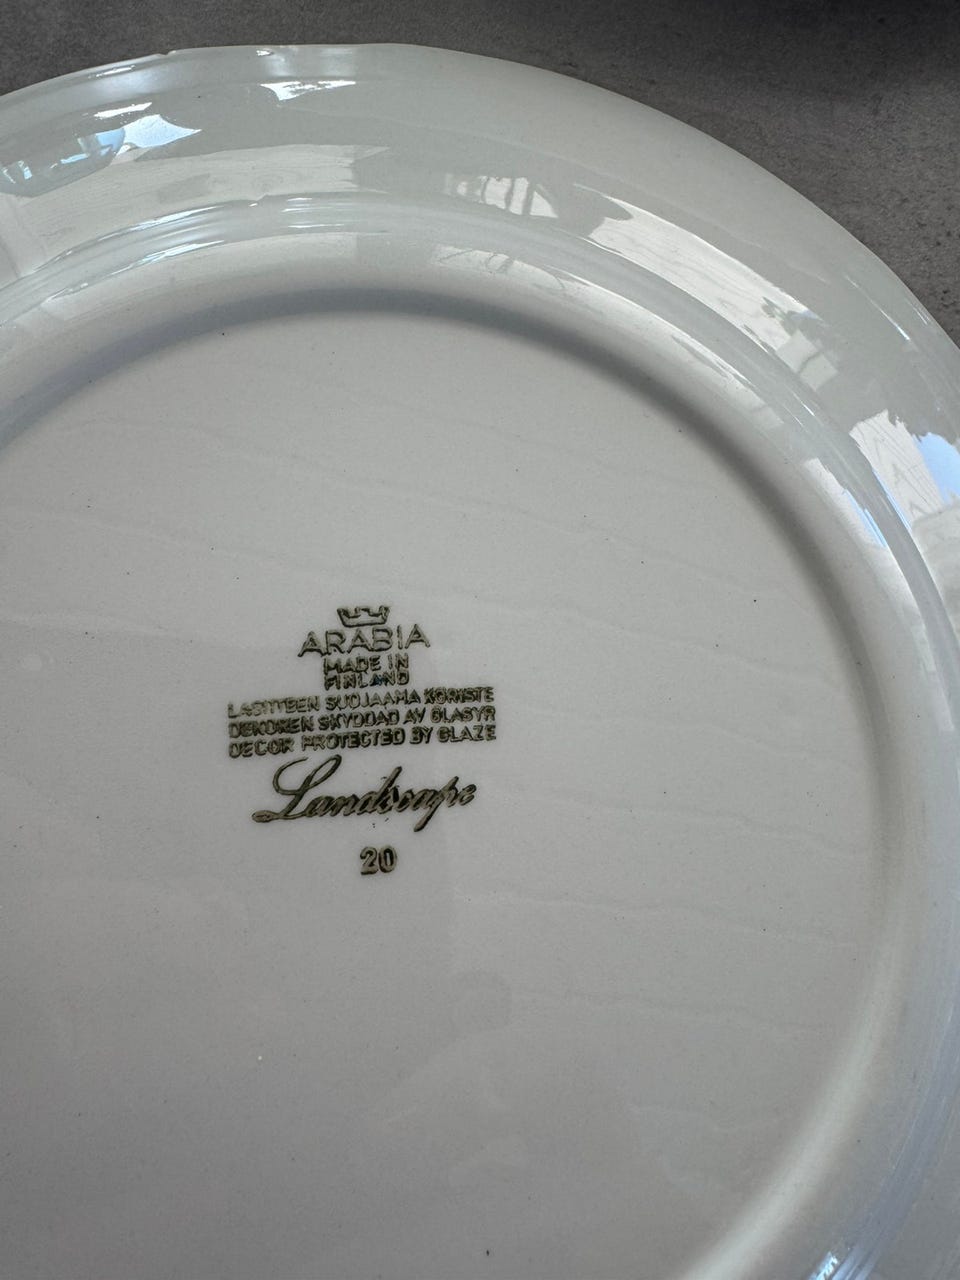 ARABIA
MADE IN
FINLAND
LASITTEEN SUOJAAMA KORISTE
DEKOREN SKYDDAD AV GLASYR
DECOR PROTECTED BY GLAZE
Landscape
20